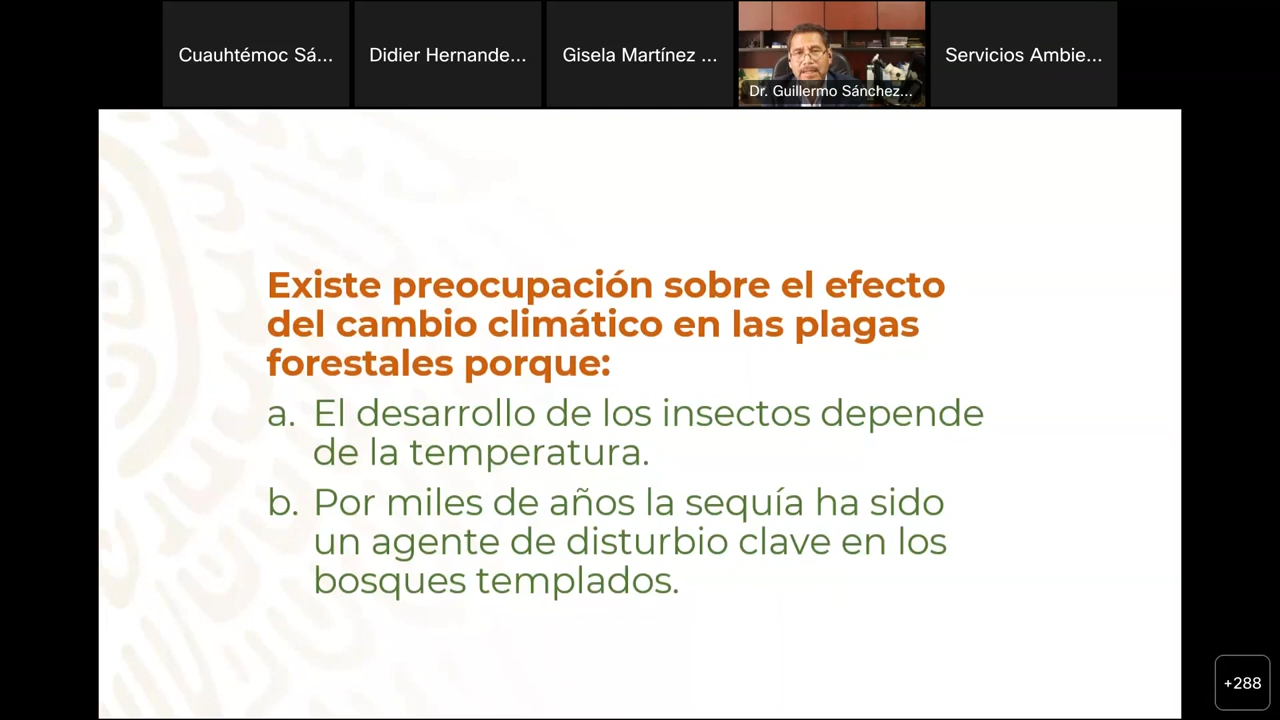 Cuauhtémoc Sá...
Didier Hernande...
Gisela Martínez ...
Dr. Guillermo Sánchez...
Servicios Ambie...
Existe preocupación sobre el efecto
del cambio climático en las plagas
forestales porque:
a. El desarrollo de los insectos depende
de la temperatura.
b. Por miles de años la sequía ha sido
un agente de disturbio clave en los
bosques templados.
+288